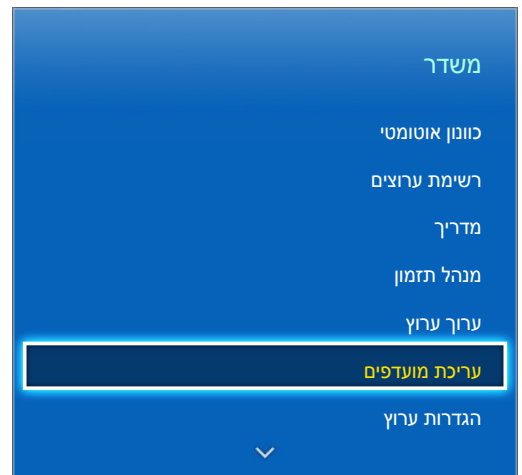 משדר
כוונון אוטומטי
רשימת ערוצים
מדריך
מנהל תזמון
ערוך ערוץ
עריכת מועדפים
הגדרות ערוץ